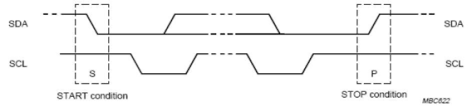 SDA
SDA
SCL
S
P
SCL
START condition
STOP condition
MBC622